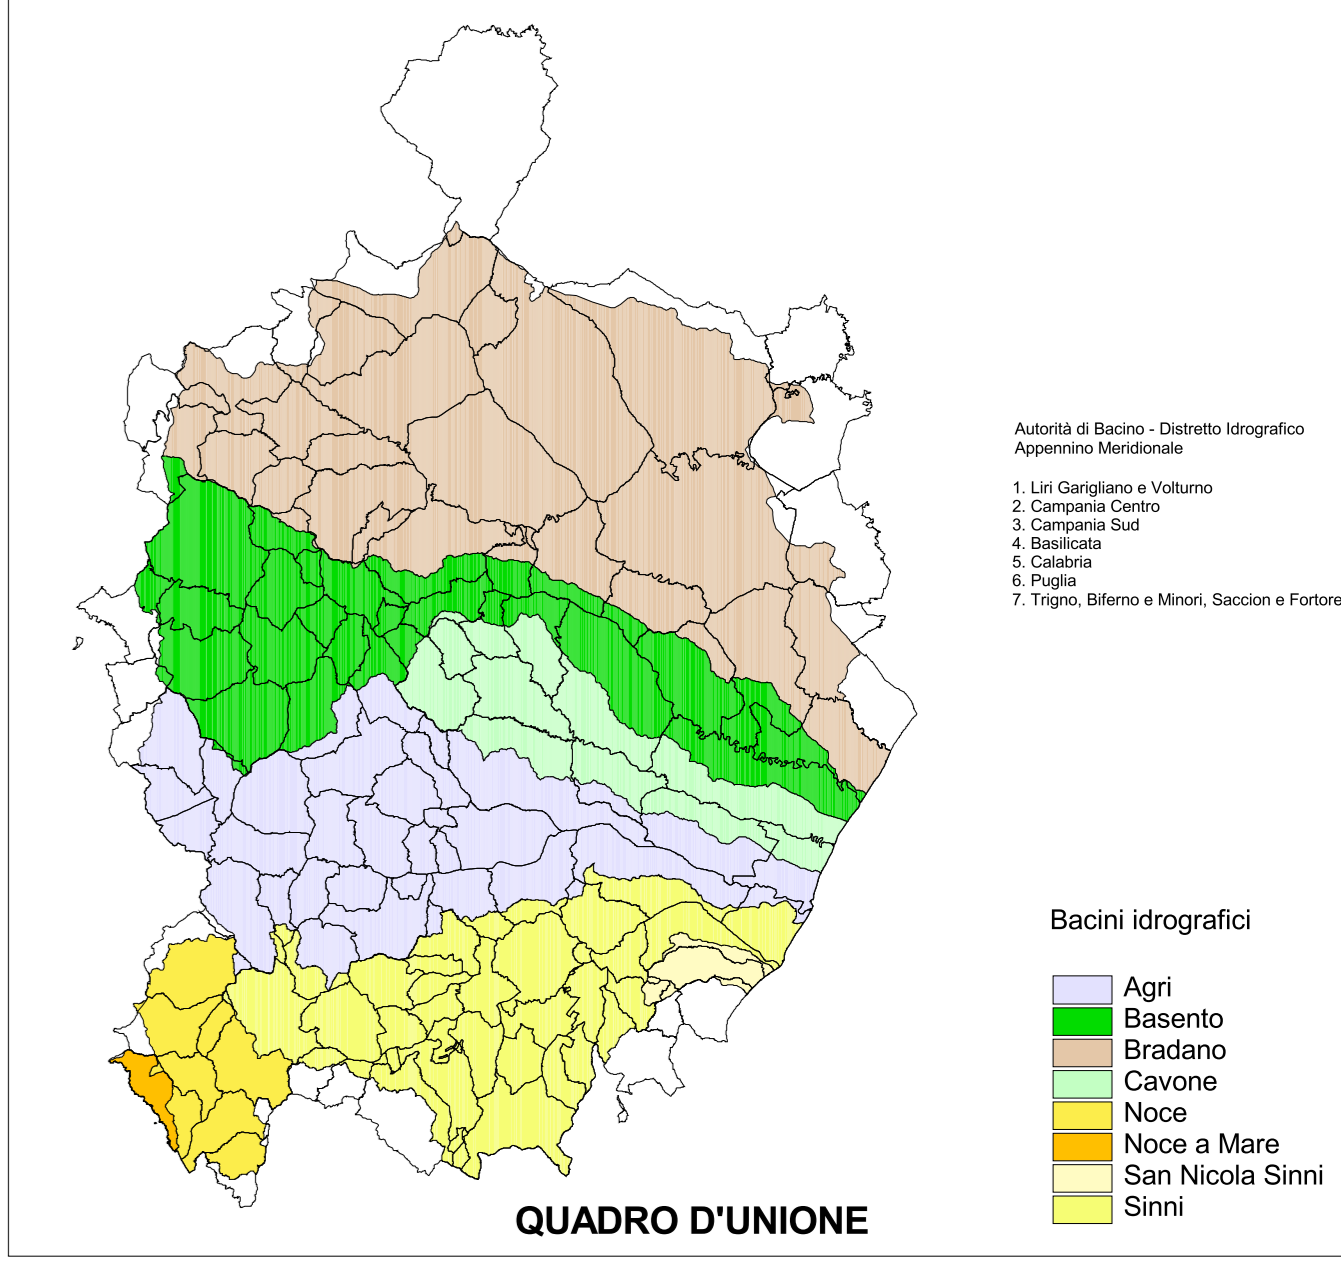 Autorità di Bacino - Distretto Idrografico
Appennino Meridionale
1. Liri Garigliano e Volturno
2. Campania Centro
3. Campania Sud
4. Basilicata
5. Calabria
6. Puglia
7. Trigno, Biferno e Minori, Saccion e Fortore
Bacini idrografici
Agri
Basento
Bradano
Cavone
Noce
Noce a Mare
San Nicola Sinni
Sinni
QUADRO D'UNIONE